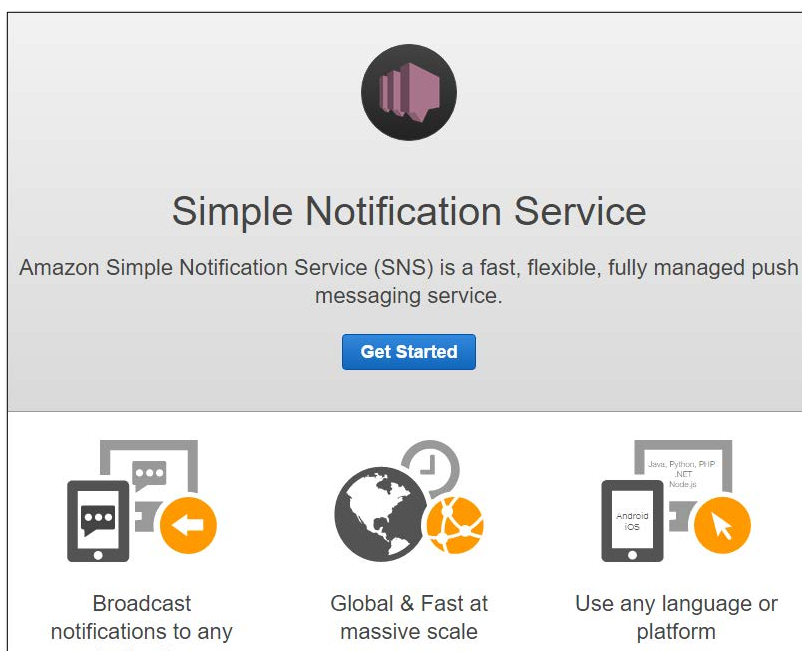 Simple Notification Service
Amazon Simple Notification Service (SNS) is a fast, flexible, fully managed push
messaging service.
Get Started
Java, Python, PHP
.NET
Node.js
Android
iOS
Broadcast
notifications to any
Global & Fast at
massive scale
Use any language or
platform